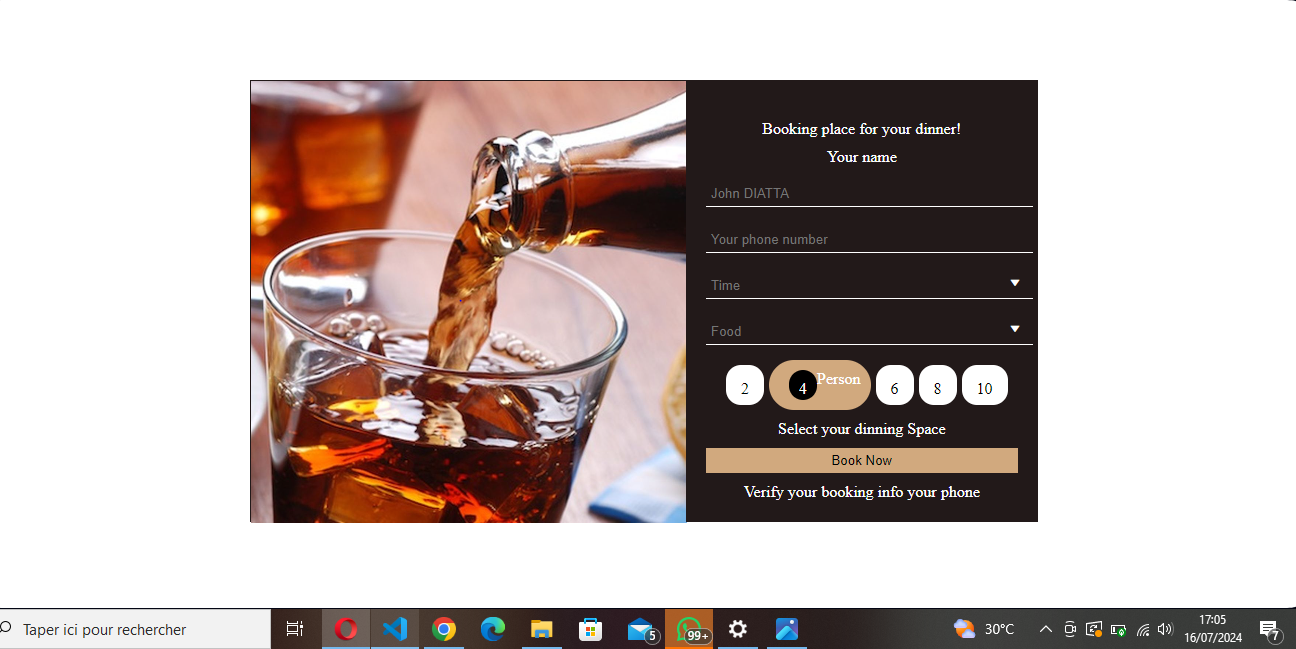 Booking place for your dinner!
Your name
John DIATTA
Your phone number
Time
Food
2 4 Person 6 8 10
Select your dinning Space
Book Now
Verify your booking info your phone
Taper ici pour rechercher
5
99+
30°C
17:05
16/07/2024
7